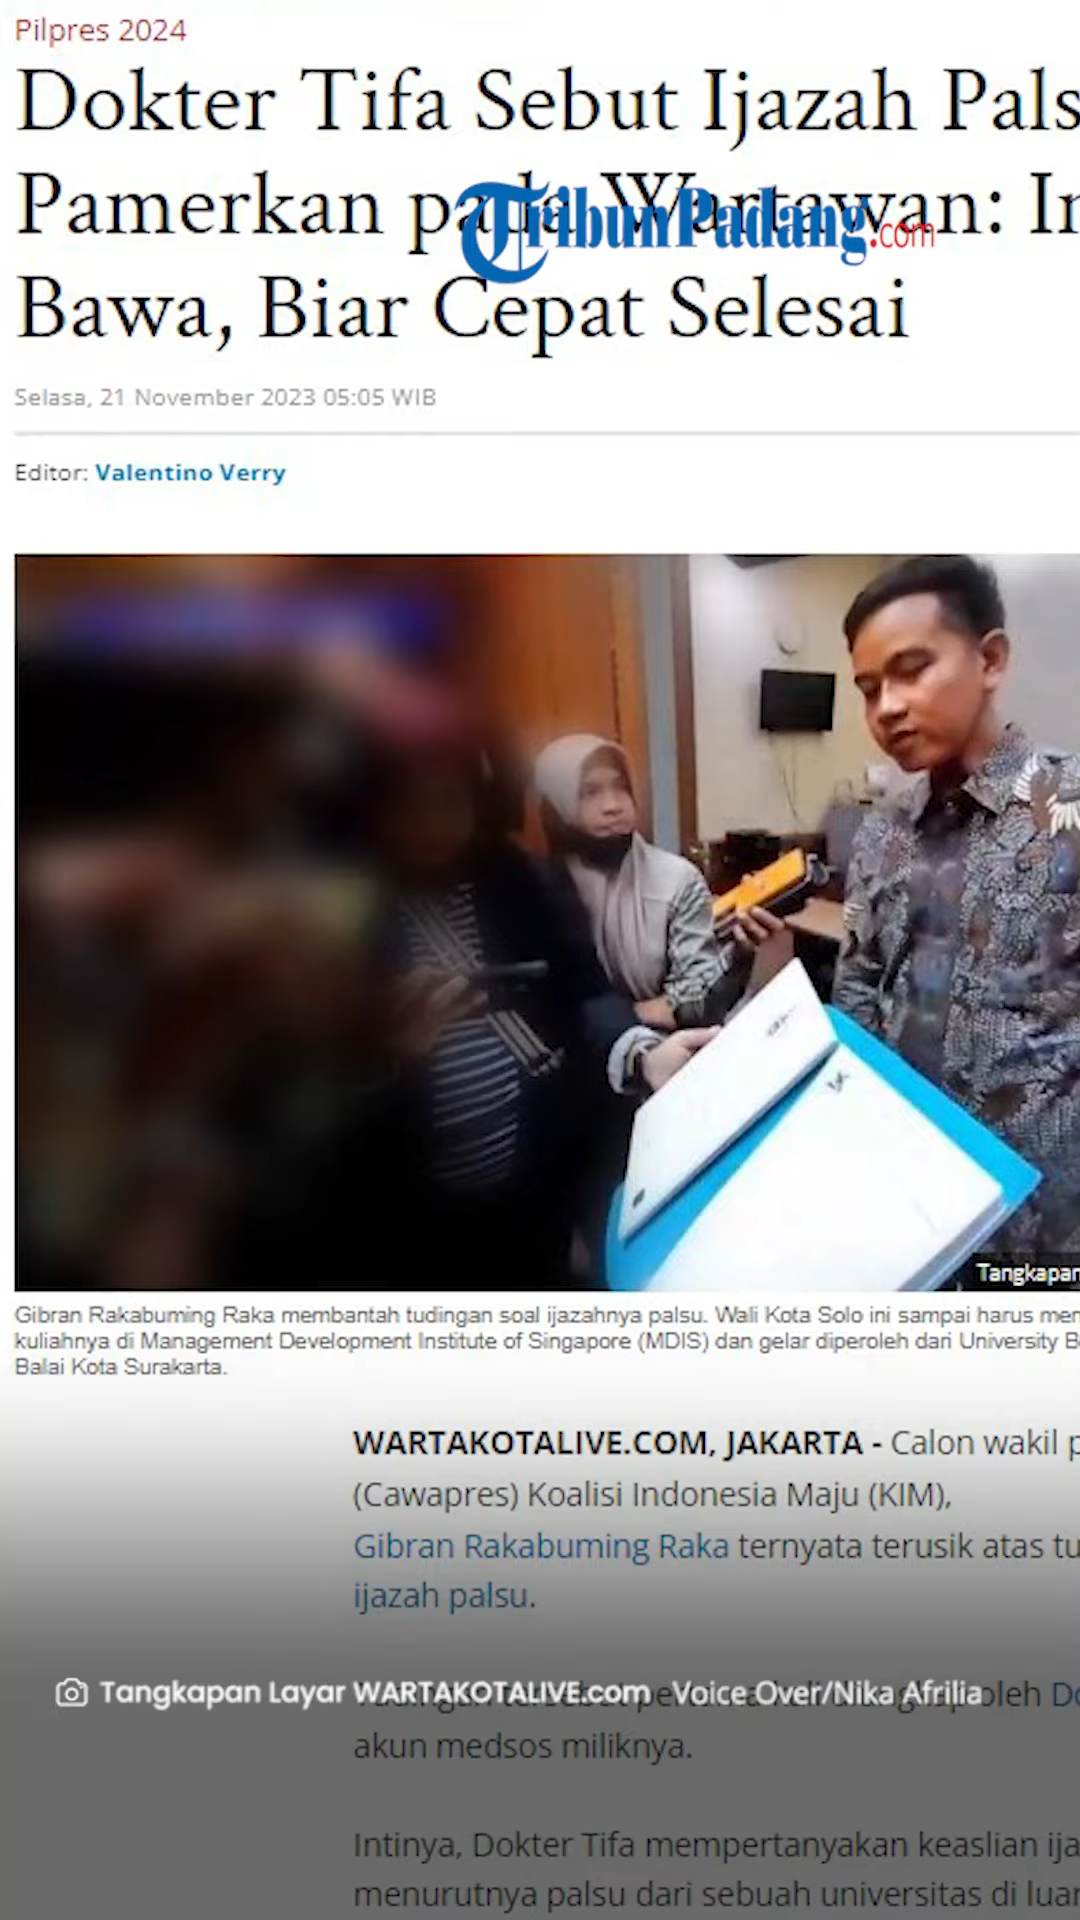 Pilpres 2024
Dokter Tifa Sebut Ijazah Pals
Pamerkan pada Wartawan: In
TribunPadang.com
Bawa, Biar Cepat Selesai
Selasa, 21 November 2023 05:05 WIB
Editor: Valentino Verry
Tangkapan
Gibran Rakabuming Raka membantah tudingan soal ijazahnya palsu. Wali Kota Solo ini sampai harus mem
kuliahnya di Management Development Institute of Singapore (MDIS) dan gelar diperoleh dari University B
Balai Kota Surakarta.
WARTAKOTALIVE.COM, JAKARTA - Calon wakil p
(Cawapres) Koalisi Indonesia Maju (KIM),
Gibran Rakabuming Raka ternyata terusik atas tu
ijazah palsu.
Tangkapan Layar WARTAKOTALIVE.com Voice Over/Nika Afrilia
oleh Do
akun medsos miliknya.
Intinya, Dokter Tifa mempertanyakan keaslian ija
menurutnya palsu dari sebuah universitas di luar